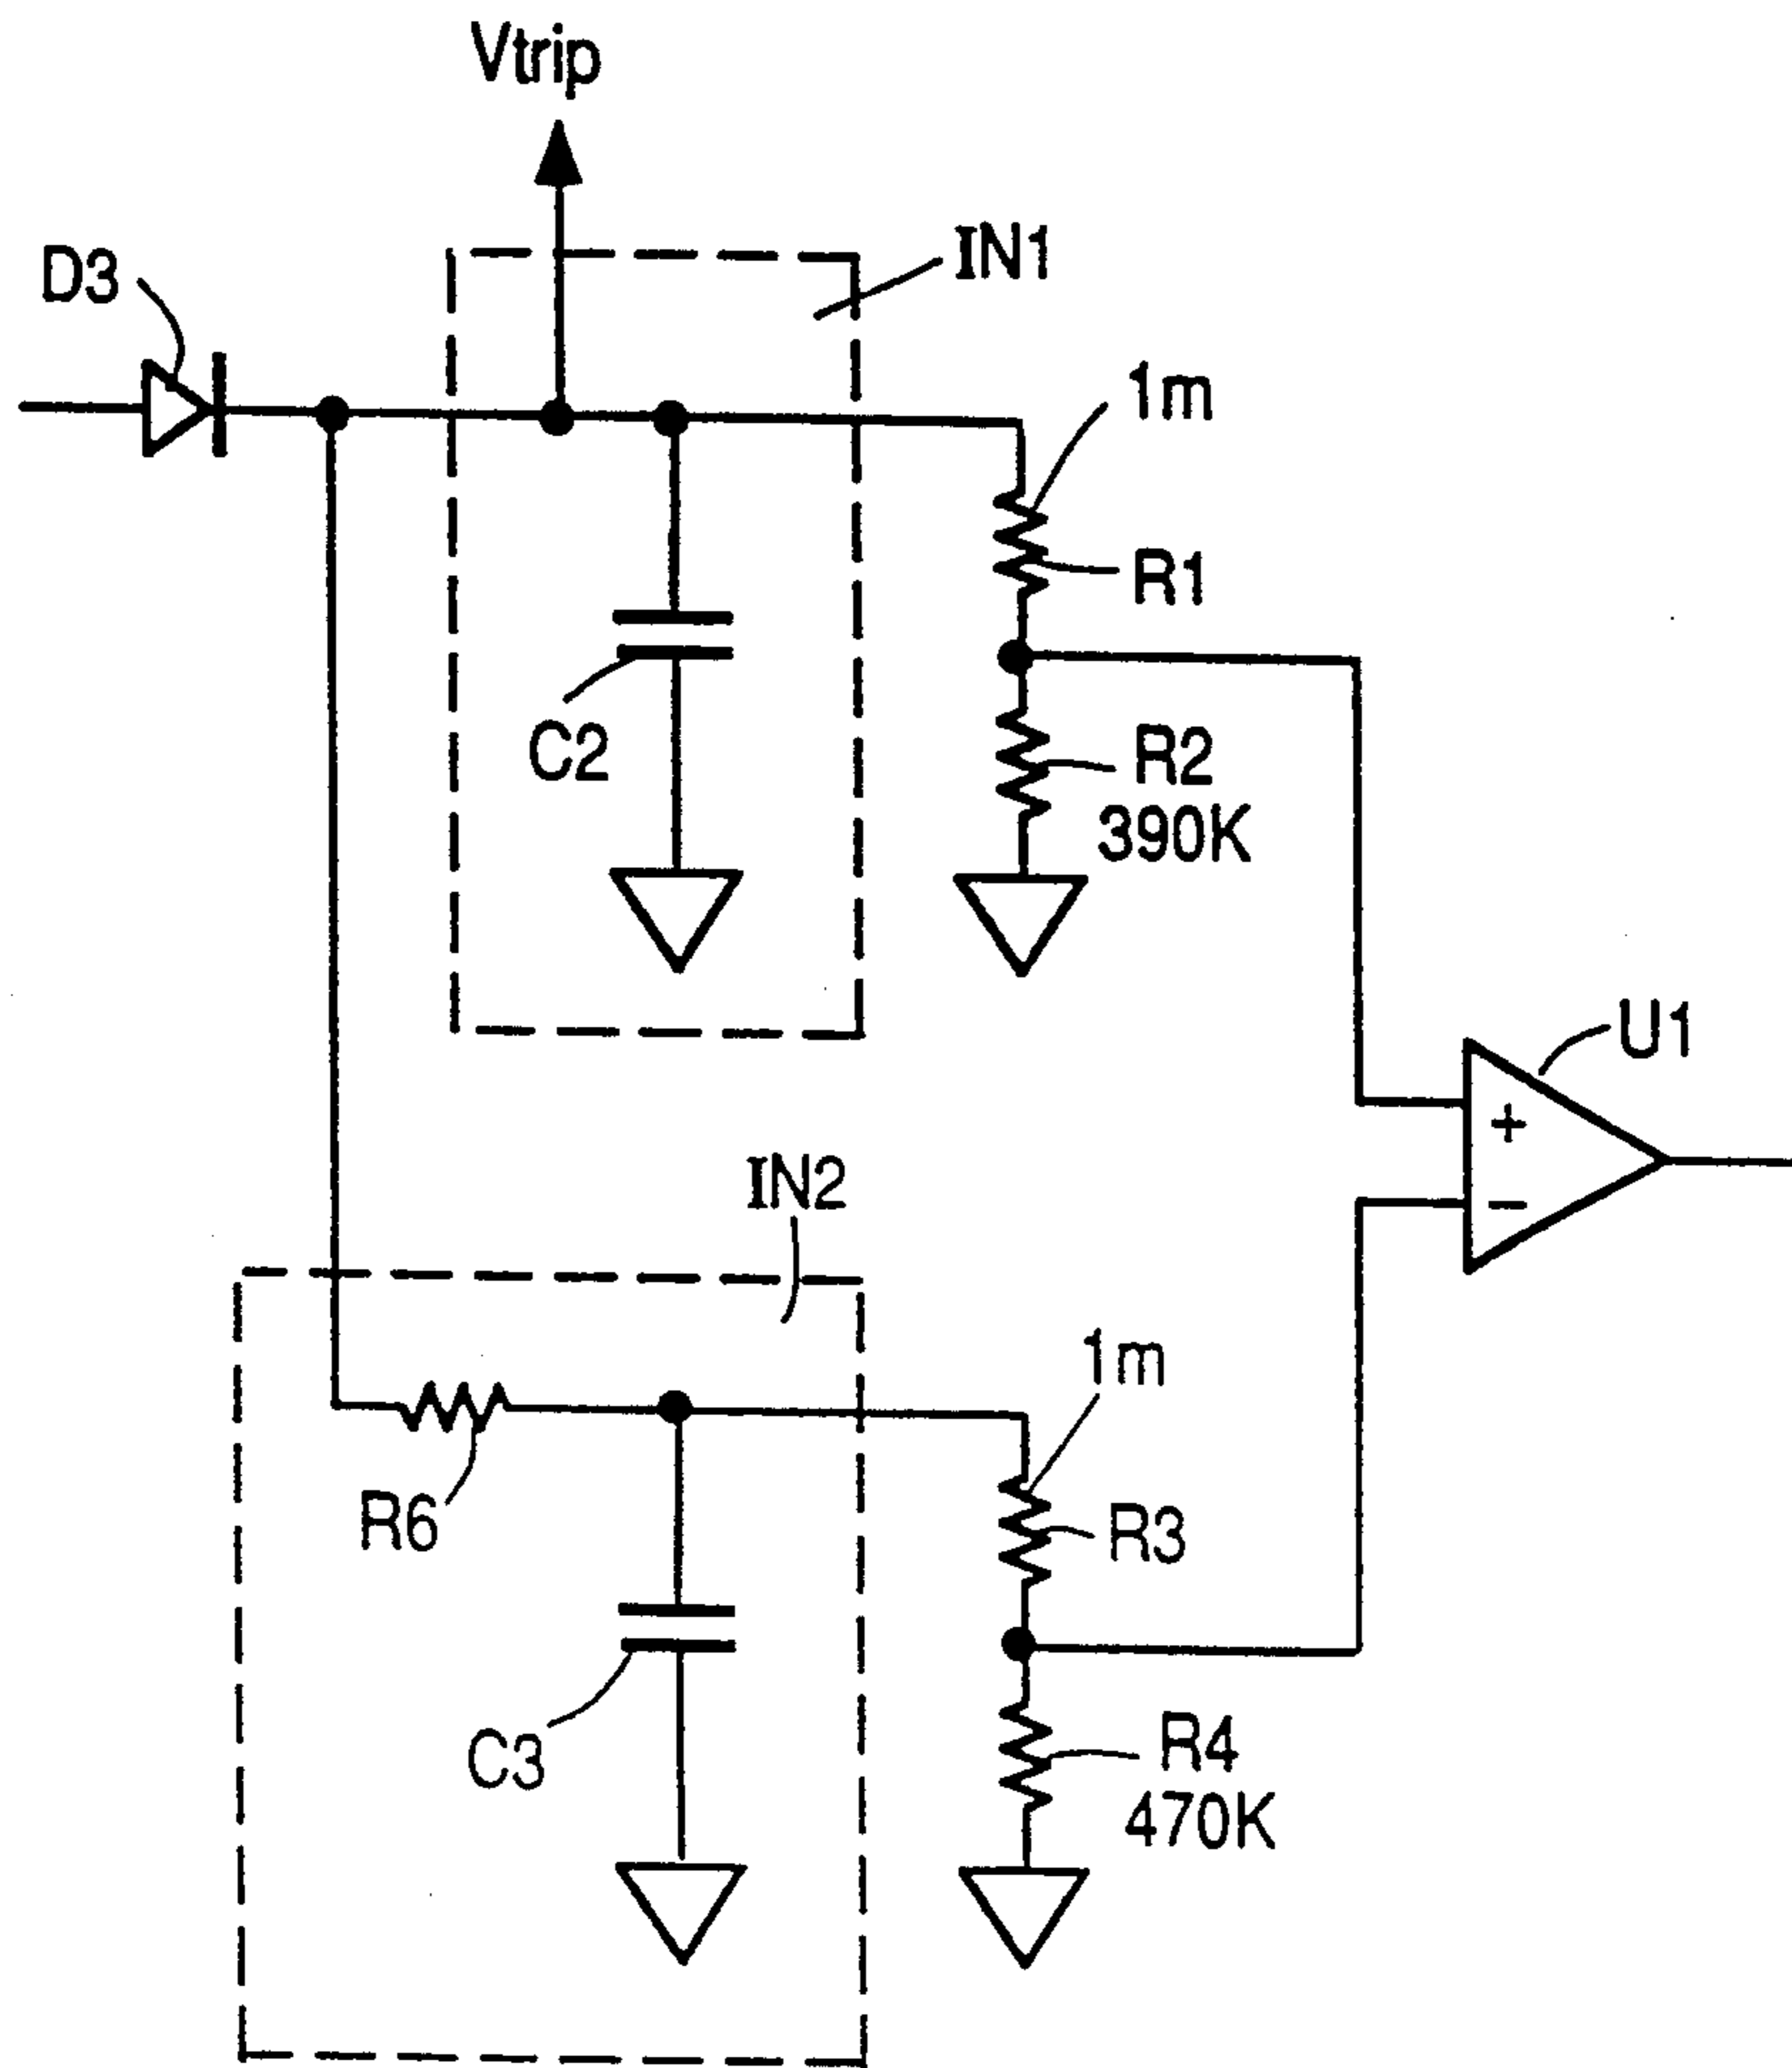 Vtrip
D3
IN1
1m
R1
C2
R2
390K
U1
+
−
IN2
1m
R6
R3
C3
R4
470K